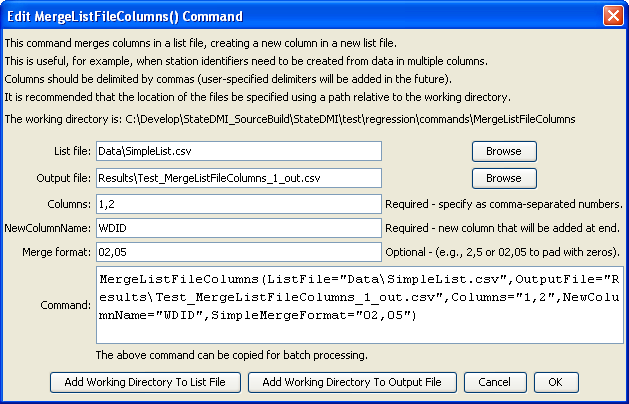 Edit MergeListFileColumns() Command
This command merges columns in a list file, creating a new column in a new list file.
This is useful, for example, when station identifiers need to be created from data in multiple columns.
Columns should be delimited by commas (user-specified delimiters will be added in the future).
It is recommended that the location of the files be specified using a path relative to the working directory.
The working directory is: C:\Develop\StateDMI_SourceBuild\StateDMI\test\regression\commands\MergeListFileColumns
List file: Data\SimpleList.csv Browse
Output file: Results\Test_MergeListFileColumns_1_out.csv Browse
Columns: 1,2 Required - specify as comma-separated numbers.
NewColumnName: WDID Required - new column that will be added at end.
Merge format: 02,05 Optional - (e.g., 2,5 or 02,05 to pad with zeros).
MergeListFileColumns(ListFile="Data\SimpleList.csv",OutputFile="R
esults\Test_MergeListFileColumns_1_out.csv",Columns="1,2",NewColu
Command: mnName="WDID",SimpleMergeFormat="02,05")
The above command can be copied for batch processing.
Add Working Directory To List File Add Working Directory To Output File Cancel OK